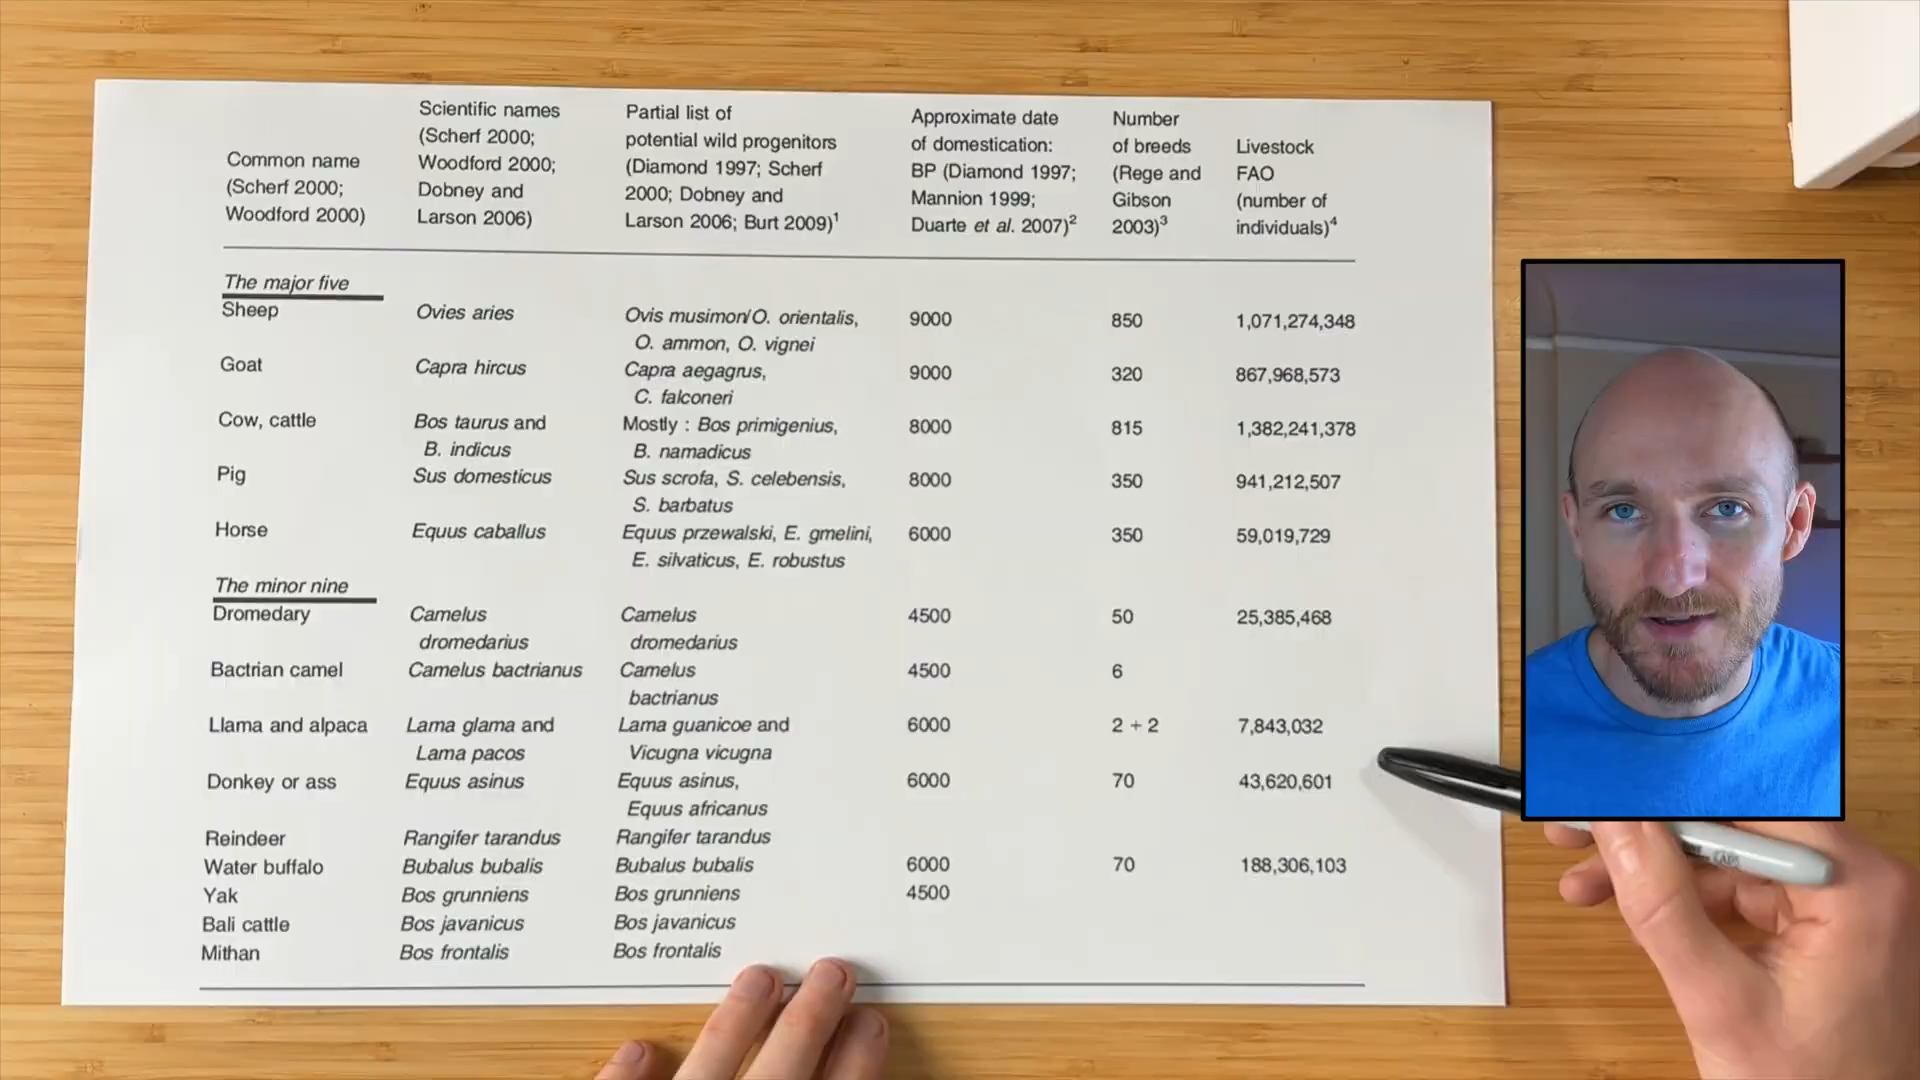 Common name
(Scherf 2000;
Woodford 2000)
Scientific names
(Scherf 2000;
Woodford 2000;
Dobney and
Larson 2006)
Partial list of
potential wild progenitors
(Diamond 1997; Scherf
2000; Dobney and
Larson 2006; Burt 2009)¹
Approximate date
of domestication:
BP (Diamond 1997;
Mannion 1999;
Duarte et al. 2007)²
Number
of breeds
(Rege and
Gibson
2003)³
Livestock
FAO
(number of
individuals)⁴
The major five
Sheep Ovies aries Ovis musimon/O. orientalis, 9000 850 1,071,274,348
O. ammon, O. vignei
Goat Capra hircus Capra aegagrus, 9000 320 867,968,573
C. falconeri
Cow, cattle Bos taurus and Mostly : Bos primigenius, 8000 815 1,382,241,378
B. indicus B. namadicus
Pig Sus domesticus Sus scrofa, S. celebensis, 8000 350 941,212,507
S. barbatus
Horse Equus caballus Equus przewalski, E. gmelini, 6000 350 59,019,729
E. silvaticus, E. robustus
The minor nine
Dromedary Camelus Camelus 4500 50 25,385,468
dromedarius dromedarius
Bactrian camel Camelus bactrianus Camelus 4500 6
bactrianus
Llama and alpaca Lama glama and Lama guanicoe and 6000 2 + 2 7,843,032
Lama pacos Vicugna vicugna
Donkey or ass Equus asinus Equus asinus, 6000 70 43,620,601
Equus africanus
Reindeer Rangifer tarandus Rangifer tarandus
Water buffalo Bubalus bubalis Bubalus bubalis 6000 70 188,306,103
Yak Bos grunniens Bos grunniens 4500
Bali cattle Bos javanicus Bos javanicus
Mithan Bos frontalis Bos frontalis